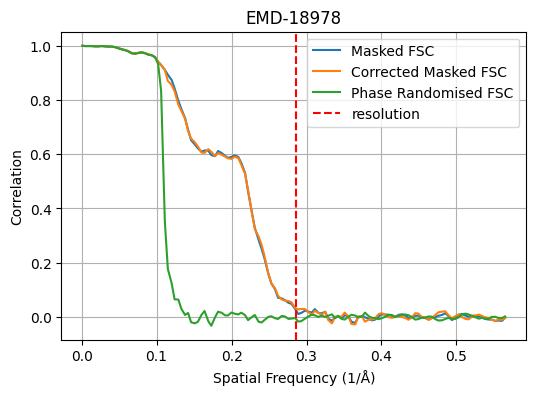 EMD-18978
Masked FSC
Corrected Masked FSC
Phase Randomised FSC
resolution
Correlation
1.0
0.8
0.6
0.4
0.2
0.0
0.0 0.1 0.2 0.3 0.4 0.5
Spatial Frequency (1/Å)